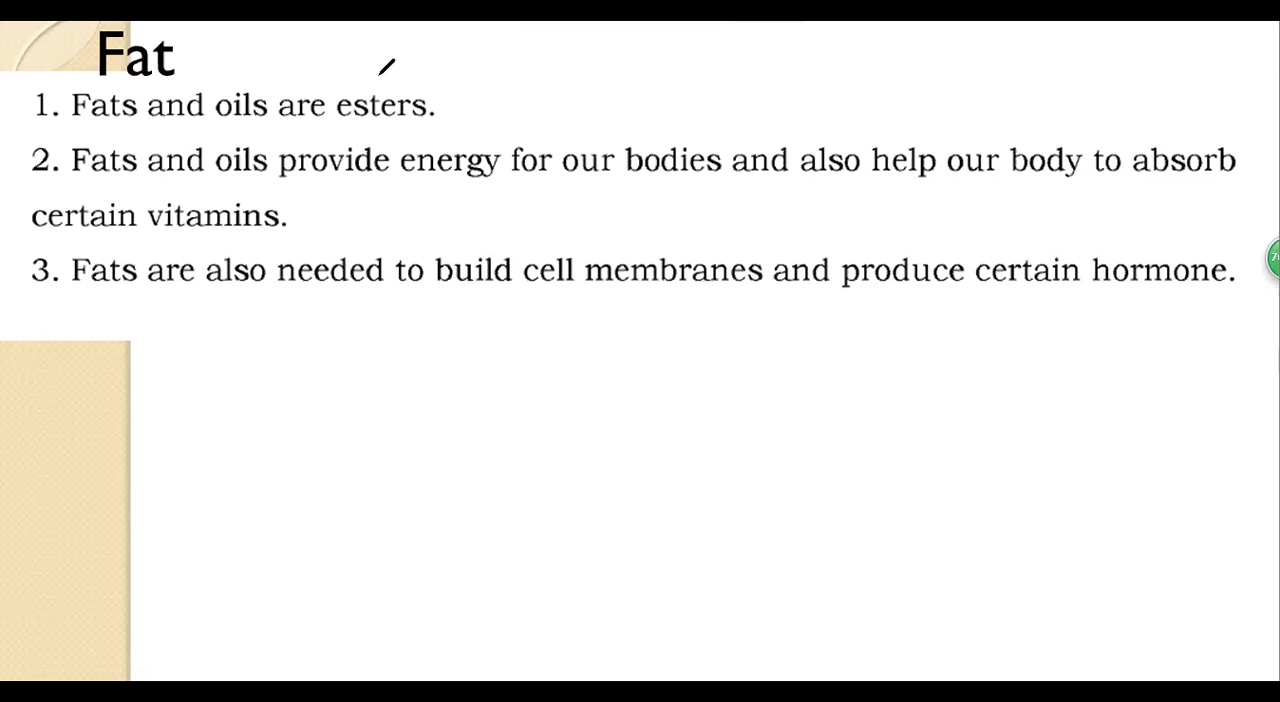 Fat
1. Fats and oils are esters.
2. Fats and oils provide energy for our bodies and also help our body to absorb
certain vitamins.
3. Fats are also needed to build cell membranes and produce certain hormone.